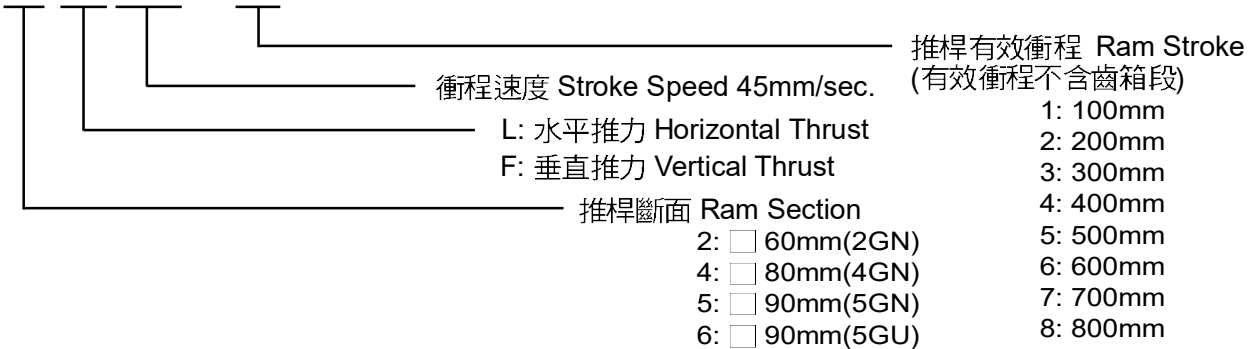 推桿有效衝程 Ram Stroke
(有效衝程不含齒箱段)
1: 100mm
2: 200mm
3: 300mm
4: 400mm
5: 500mm
6: 600mm
7: 700mm
8: 800mm
衝程速度 Stroke Speed 45mm/sec.
L: 水平推力 Horizontal Thrust
F: 垂直推力 Vertical Thrust
推桿斷面 Ram Section
2: □ 60mm(2GN)
4: □ 80mm(4GN)
5: □ 90mm(5GN)
6: □ 90mm(5GU)